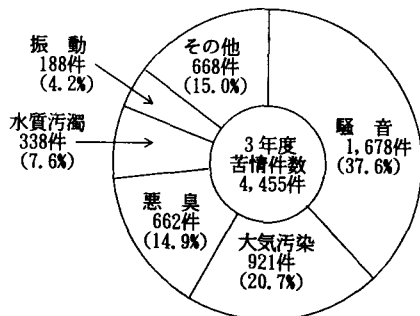 3年度
苦情件数
4,455件
騒 音
1,678件
(37.6%)
大気汚染
921件
(20.7%)
悪 臭
662件
(14.9%)
水質汚濁
338件
(7.6%)
振 動
188件
(4.2%)
その他
668件
(15.0%)